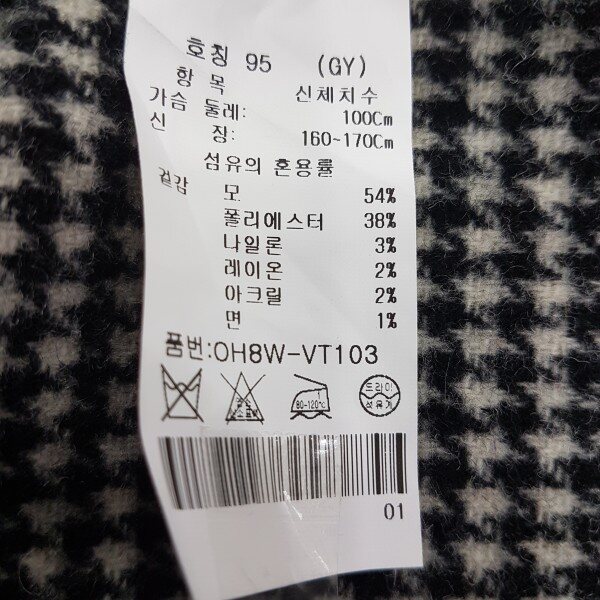 호칭 95 (GY)
항 목 신체치수
가슴 둘레: 100Cm
신 장: 160~170Cm
섬유의 혼용률
겉감 모 54%
폴리에스터 38%
나일론 3%
레이온 2%
아크릴 2%
면 1%
품번:OH8W-VT103
80-120℃
드라이
석유계
01